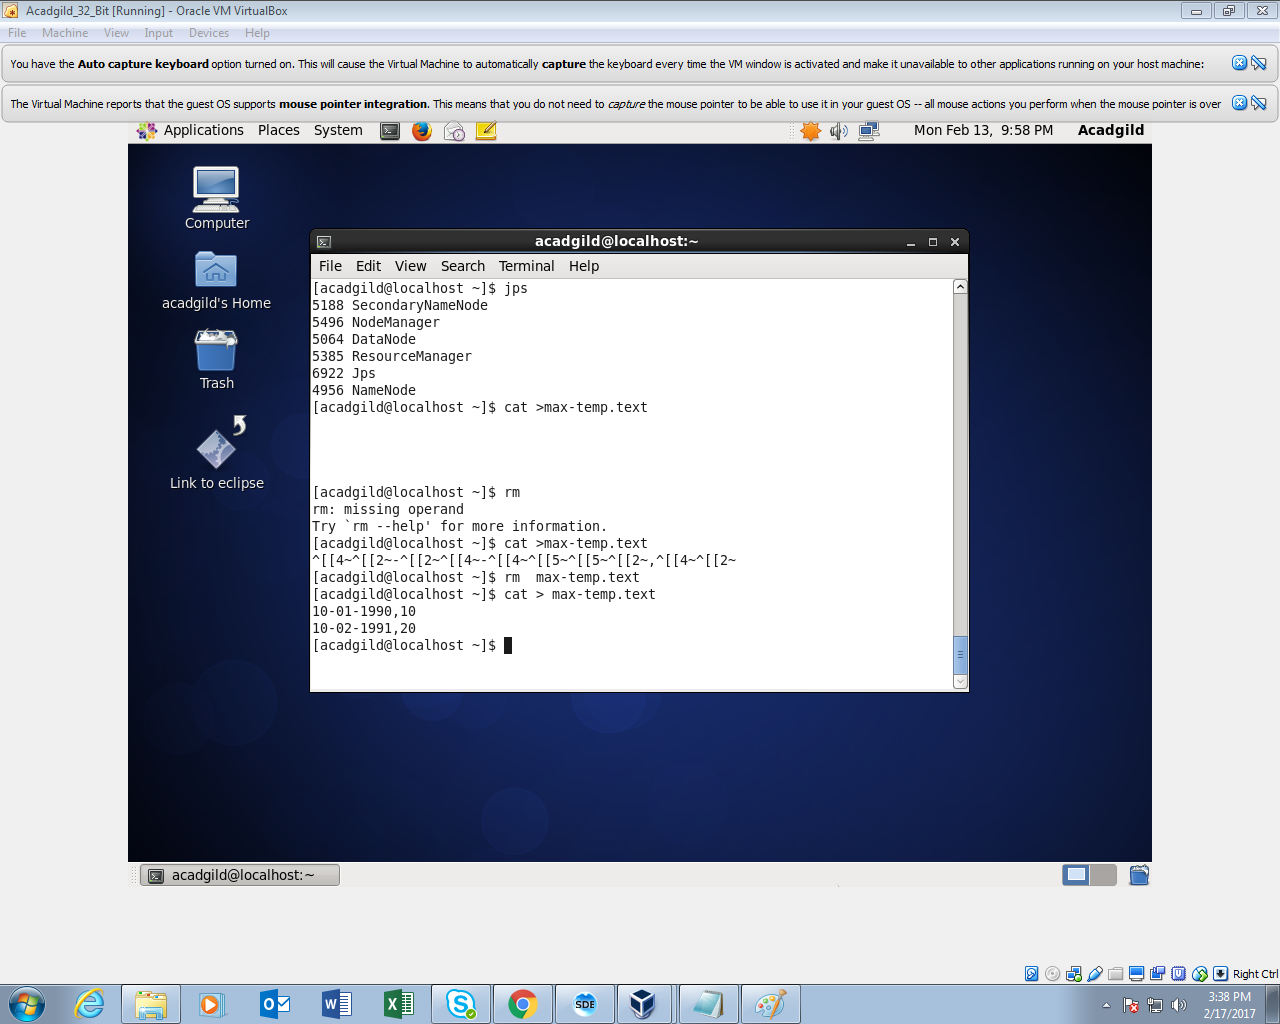 Acadgild_32_Bit [Running] - Oracle VM VirtualBox
File Machine View Input Devices Help
You have the Auto capture keyboard option turned on. This will cause the Virtual Machine to automatically capture the keyboard every time the VM window is activated and make it unavailable to other applications running on your host machine:
The Virtual Machine reports that the guest OS supports mouse pointer integration. This means that you do not need to capture the mouse pointer to be able to use it in your guest OS -- all mouse actions you perform when the mouse pointer is over
Applications Places System Mon Feb 13, 9:58 PM Acadgild
Computer
acadgild's Home
Trash
Link to eclipse
acadgild@localhost:~
File Edit View Search Terminal Help
[acadgild@localhost ~]$ jps
5188 SecondaryNameNode
5496 NodeManager
5064 DataNode
5385 ResourceManager
6922 Jps
4956 NameNode
[acadgild@localhost ~]$ cat >max-temp.text
[acadgild@localhost ~]$ rm
rm: missing operand
Try `rm --help' for more information.
[acadgild@localhost ~]$ cat >max-temp.text
^[[4~^[[2~-^[[2~^[[4~-^[[4~^[[5~^[[5~^[[2~,^[[4~^[[2~
[acadgild@localhost ~]$ rm  max-temp.text
[acadgild@localhost ~]$ cat > max-temp.text
10-01-1990,10
10-02-1991,20
[acadgild@localhost ~]$
acadgild@localhost:~
Right Ctrl
SDE
3:38 PM
2/17/2017